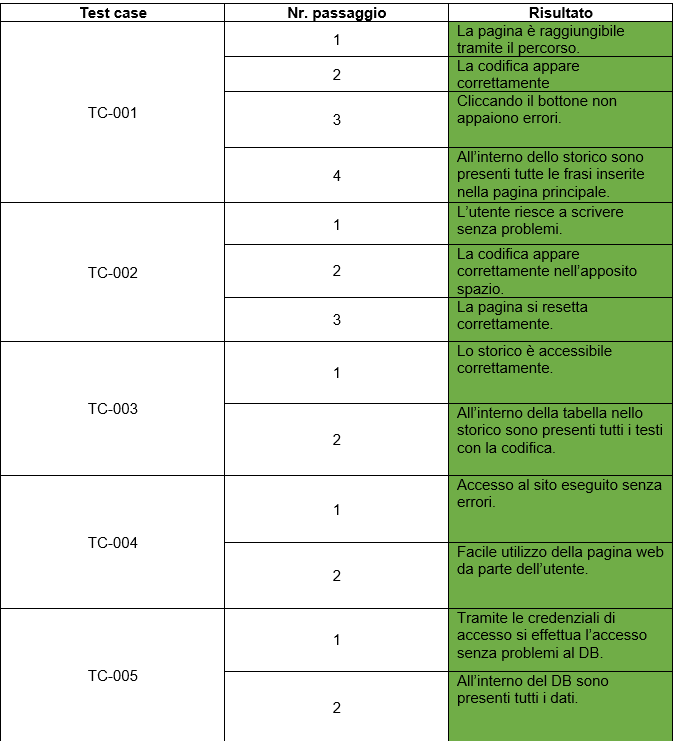 Test case Nr. passaggio Risultato
TC-001
1
La pagina è raggiungibile
tramite il percorso.
2
La codifica appare
correttamente
3
Cliccando il bottone non
appaiono errori.
4
All'interno dello storico sono
presenti tutte le frasi inserite
nella pagina principale.
TC-002
1
L'utente riesce a scrivere
senza problemi.
2
La codifica appare
correttamente nell'apposito
spazio.
3
La pagina si resetta
correttamente.
TC-003
1
Lo storico è accessibile
correttamente.
2
All'interno della tabella nello
storico sono presenti tutti i testi
con la codifica.
TC-004
1
Accesso al sito eseguito senza
errori.
2
Facile utilizzo della pagina web
da parte dell'utente.
TC-005
1
Tramite le credenziali di
accesso si effettua l'accesso
senza problemi al DB.
2
All'interno del DB sono
presenti tutti i dati.